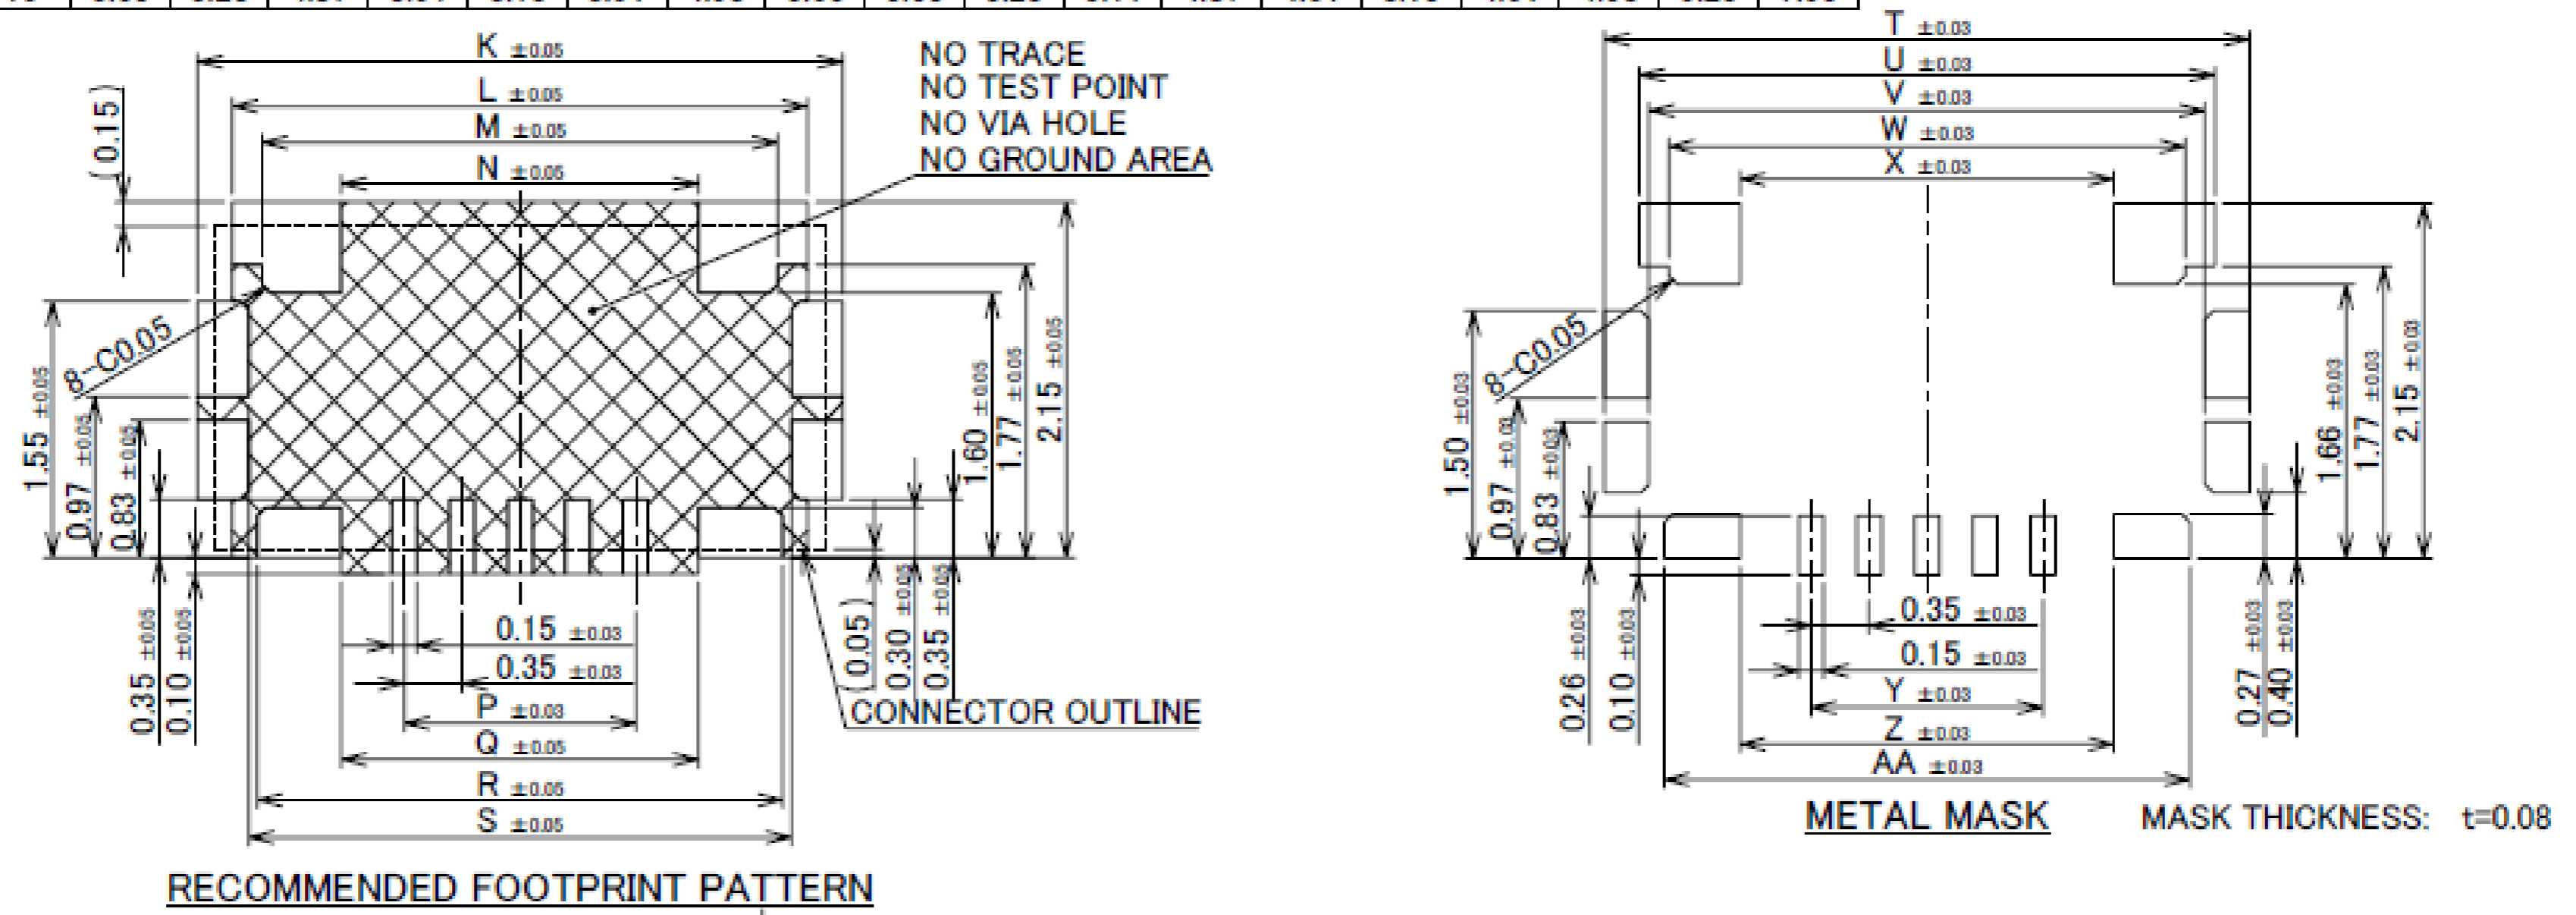 K ±0.05
L ±0.05
M ±0.05
N ±0.05
(0.15)
NO TRACE
NO TEST POINT
NO VIA HOLE
NO GROUND AREA
8-C0.05
1.55 ±0.05
0.97 ±0.05
0.83 ±0.05
0.35 ±0.05
0.10 ±0.05
1.60 ±0.05
1.77 ±0.05
2.15 ±0.05
(0.05)
0.30 ±0.05
0.35 ±0.05
0.15 ±0.03
0.35 ±0.03
P ±0.03
Q ±0.05
R ±0.05
S ±0.05
CONNECTOR OUTLINE
RECOMMENDED FOOTPRINT PATTERN
T ±0.03
U ±0.03
V ±0.03
W ±0.03
X ±0.03
8-C0.05
1.50 ±0.03
0.97 ±0.03
0.83 ±0.03
0.26 ±0.03
0.10 ±0.03
1.66 ±0.03
1.77 ±0.03
2.15 ±0.03
0.27 ±0.03
0.40 ±0.03
0.35 ±0.03
0.15 ±0.03
Y ±0.03
Z ±0.03
AA ±0.03
METAL MASK
MASK THICKNESS: t=0.08